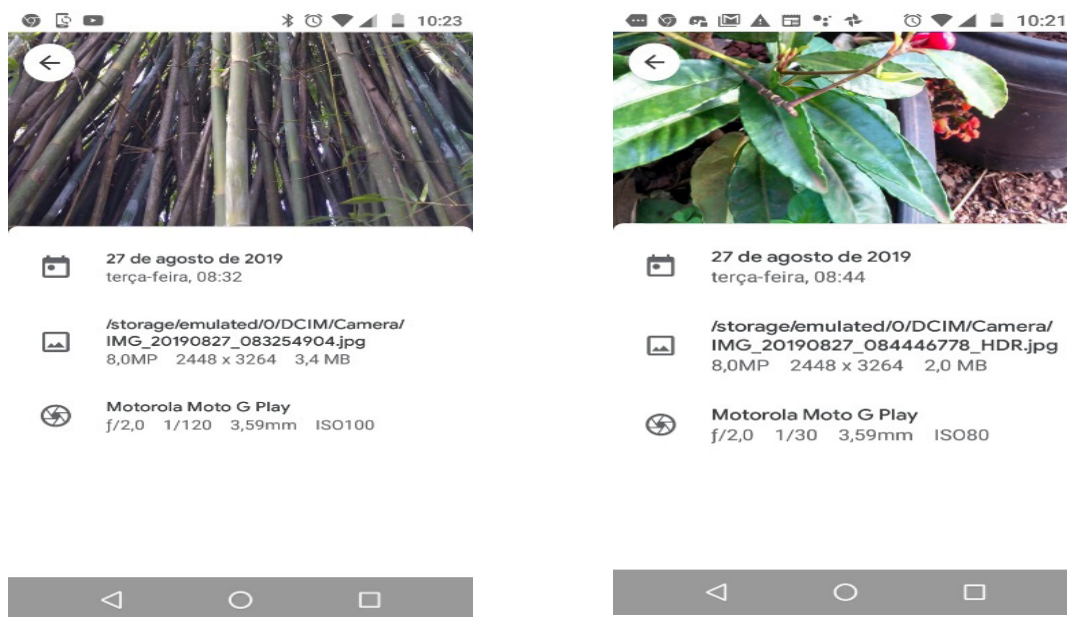 10:23
27 de agosto de 2019
terça-feira, 08:32
/storage/emulated/0/DCIM/Camera/
IMG_20190827_083254904.jpg
8,0MP 2448 x 3264 3,4 MB
Motorola Moto G Play
ƒ/2,0 1/120 3,59mm ISO100
10:21
27 de agosto de 2019
terça-feira, 08:44
/storage/emulated/0/DCIM/Camera/
IMG_20190827_084446778_HDR.jpg
8,0MP 2448 x 3264 2,0 MB
Motorola Moto G Play
ƒ/2,0 1/30 3,59mm ISO80